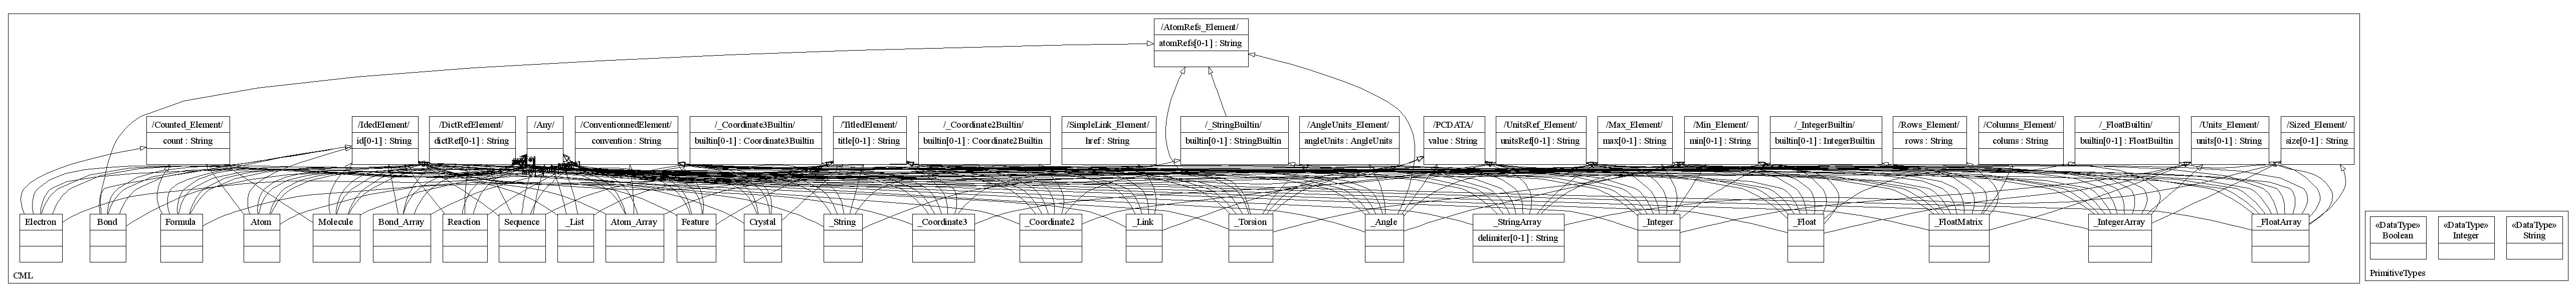 /AtomRefs_Element/
atomRefs[0-1] : String
/Counted_Element/
count : String
/IdedElement/
id[0-1] : String
/DictRefElement/
dictRef[0-1] : String
/Any/
/ConventionnedElement/
convention : String
/_Coordinate3Builtin/
builtin[0-1] : Coordinate3Builtin
/TitledElement/
title[0-1] : String
/_Coordinate2Builtin/
builtin[0-1] : Coordinate2Builtin
/SimpleLink_Element/
href : String
/_StringBuiltin/
builtin[0-1] : StringBuiltin
/AngleUnits_Element/
angleUnits : AngleUnits
/PCDATA/
value : String
/UnitsRef_Element/
unitsRef[0-1] : String
/Max_Element/
max[0-1] : String
/Min_Element/
min[0-1] : String
/_IntegerBuiltin/
builtin[0-1] : IntegerBuiltin
/Rows_Element/
rows : String
/Columns_Element/
colums : String
/_FloatBuiltin/
builtin[0-1] : FloatBuiltin
/Units_Element/
units[0-1] : String
/Sized_Element/
size[0-1] : String
Electron
Bond
Formula
Atom
Molecule
Bond_Array
Reaction
Sequence
_List
Atom_Array
Feature
Crystal
_String
_Coordinate3
_Coordinate2
_Link
_Torsion
_Angle
_StringArray
delimiter[0-1] : String
_Integer
_Float
_FloatMatrix
_IntegerArray
_FloatArray
CML
«DataType»
Boolean
«DataType»
Integer
«DataType»
String
PrimitiveTypes